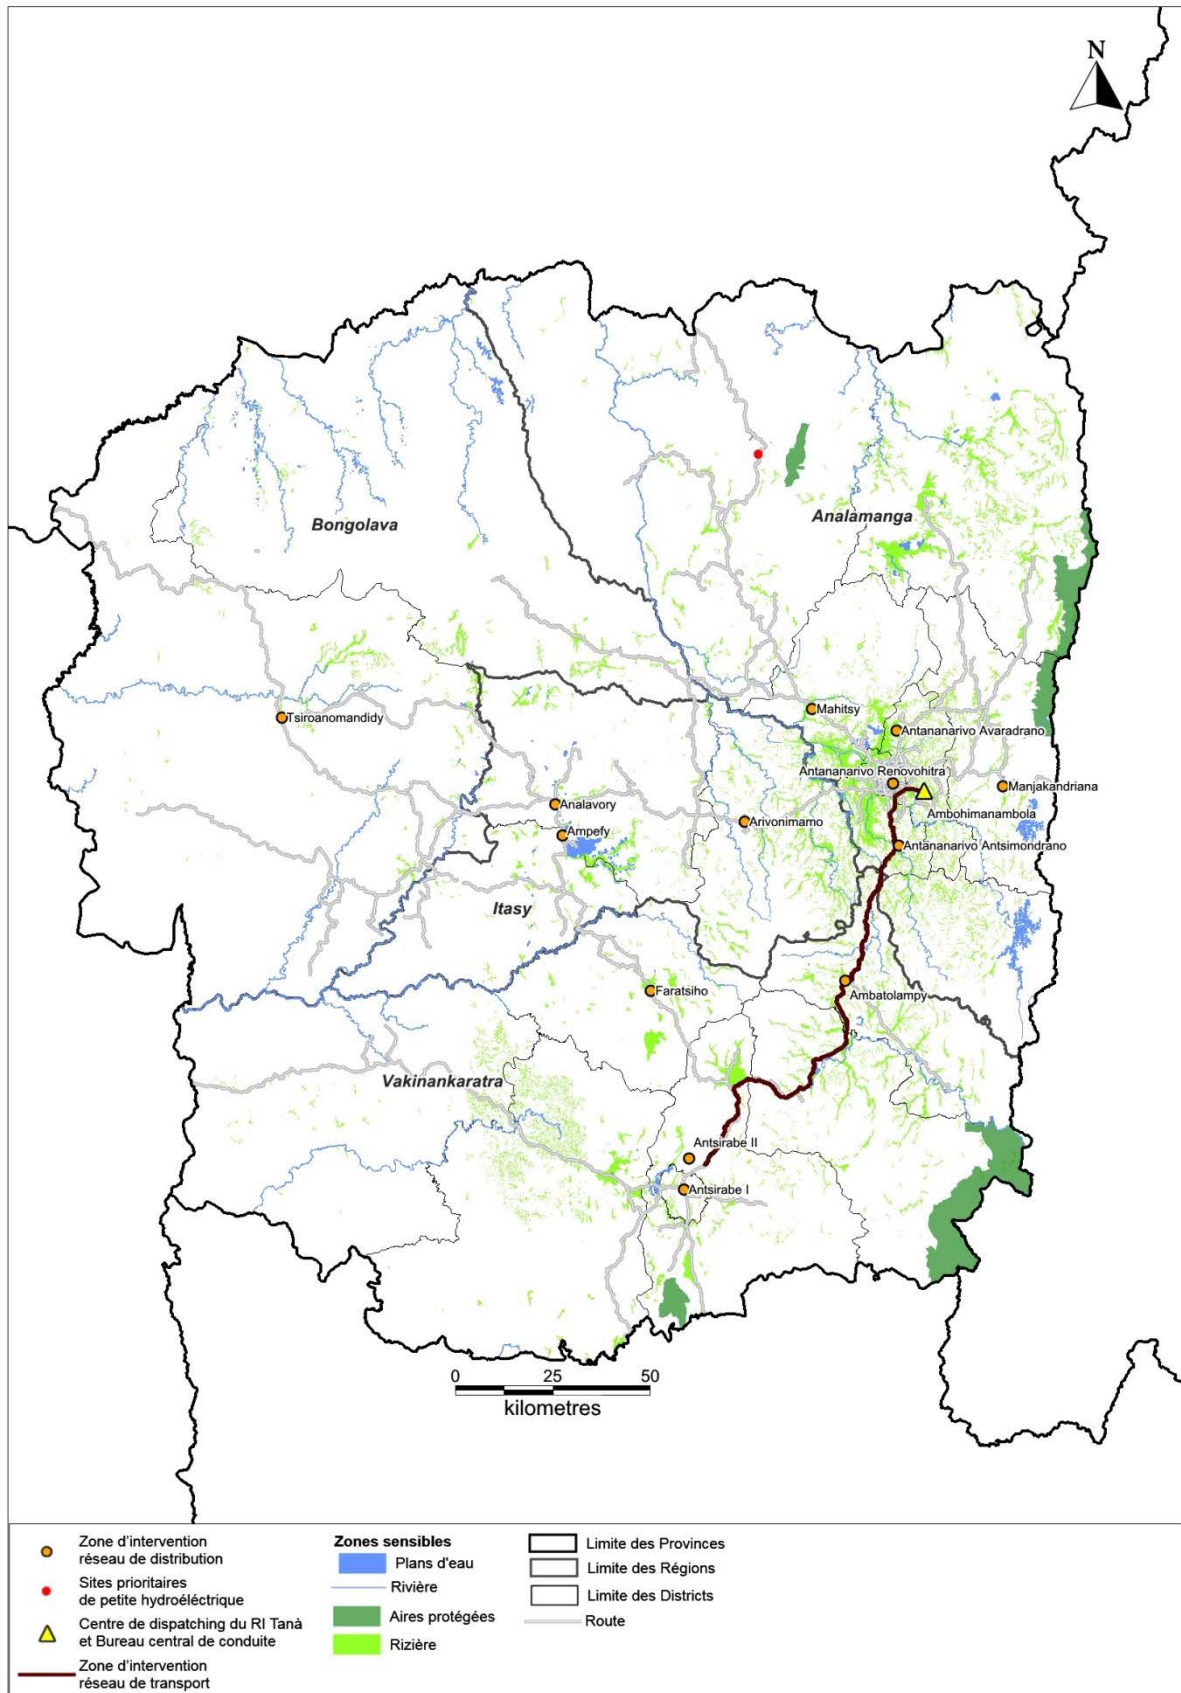 N
Bongolava
Analamanga
Tsiroanomandidy
Mahitsy
Antananarivo Avaradrano
Antananarivo Renovohitra
Manjakandriana
Analavory
Ambohimanambola
Arivonimamo
Ampefy
Antananarivo Antsimondrano
Itasy
Faratsiho
Ambatolampy
Vakinankaratra
Antsirabe II
Antsirabe I
0 25 50
kilometres
Zone d'intervention
réseau de distribution
Sites prioritaires
de petite hydroéléctrique
Centre de dispatching du RI Tanà
et Bureau central de conduite
Zone d'intervention
réseau de transport
Zones sensibles
Plans d'eau
Rivière
Aires protégées
Rizière
Limite des Provinces
Limite des Régions
Limite des Districts
Route